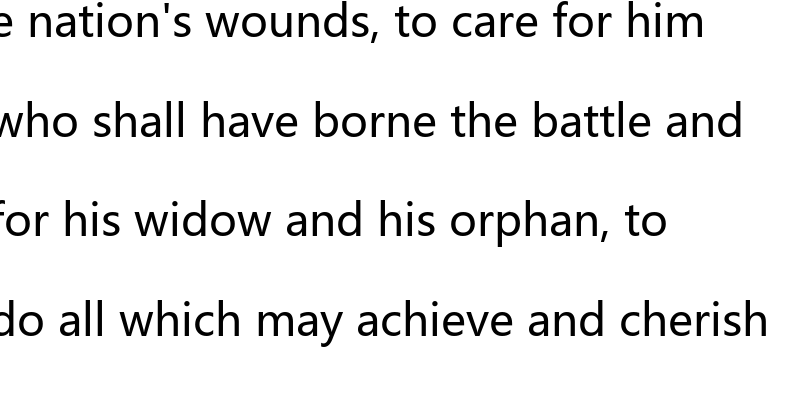 nation's wounds, to care for him
who shall have borne the battle and
for his widow and his orphan, to
do all which may achieve and cherish